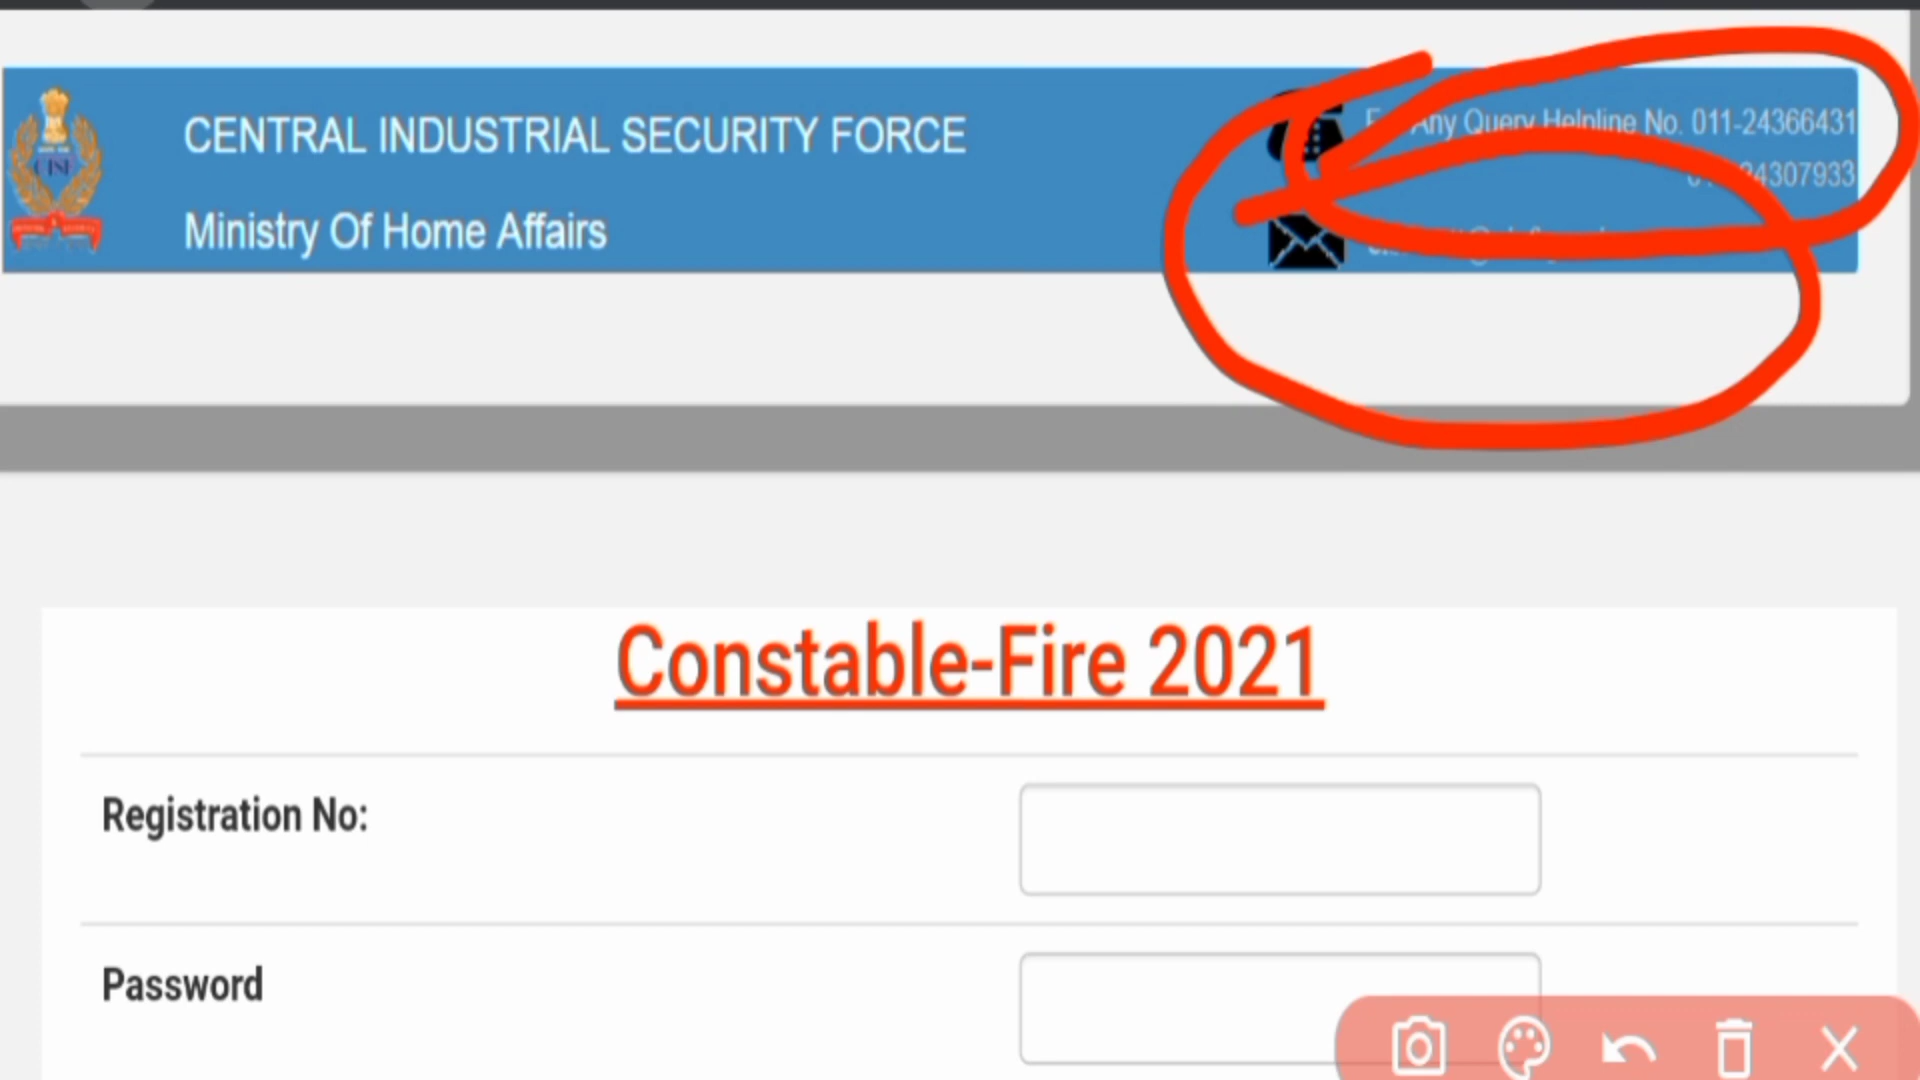 CENTRAL INDUSTRIAL SECURITY FORCE
Ministry Of Home Affairs
CISF
Any Query Helpline No. 011-24366431
24307933
Constable-Fire 2021
Registration No:
Password